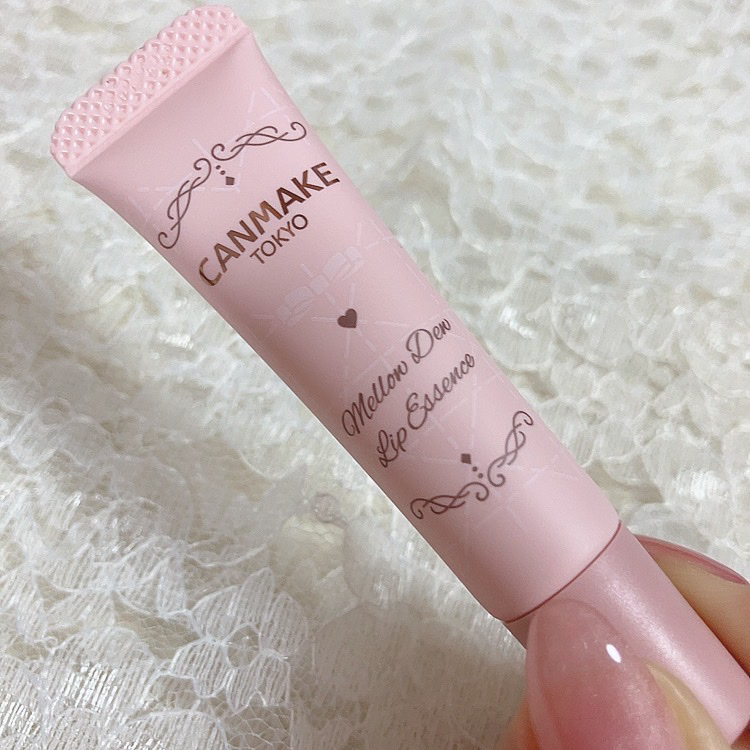 CANMAKE
TOKYO
Mellow Dew
Lip Essence